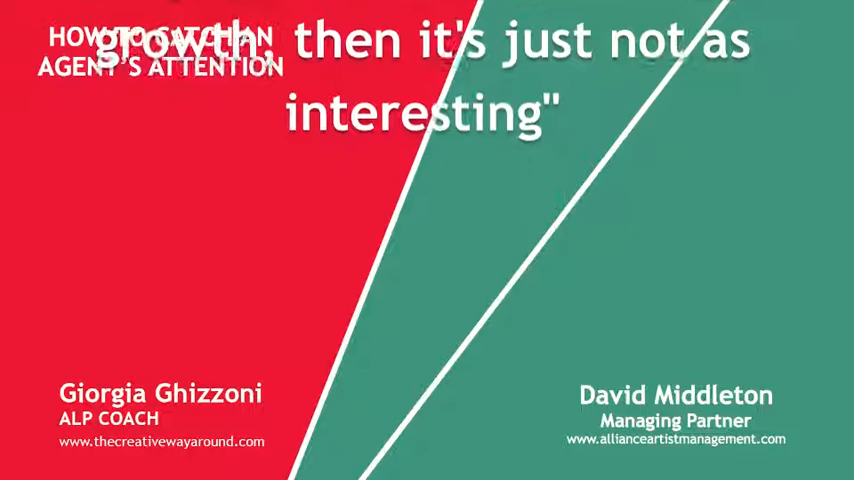 HOW TO CATCH AN
AGENT'S ATTENTION
growth, then it's just not as
interesting"
Giorgia Ghizzoni
ALP COACH
www.thecreativewayaround.com
David Middleton
Managing Partner
www.allianceartistmanagement.com